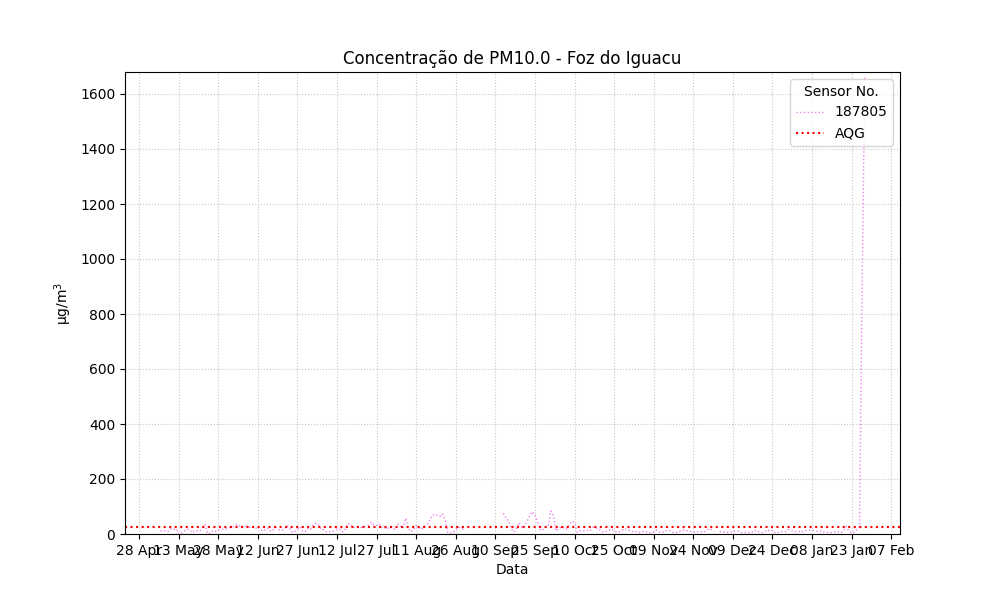 Concentração de PM10.0 - Foz do Iguacu
Sensor No.
187805
AQG
1600
1400
1200
1000
800
600
400
200
0
µg/m³
28 Apr 13 May 28 May 12 Jun 27 Jun 12 Jul 27 Jul 11 Aug 26 Aug 10 Sep 25 Sep 10 Oct 25 Oct 09 Nov 24 Nov 09 Dec 24 Dec 08 Jan 23 Jan 07 Feb
Data